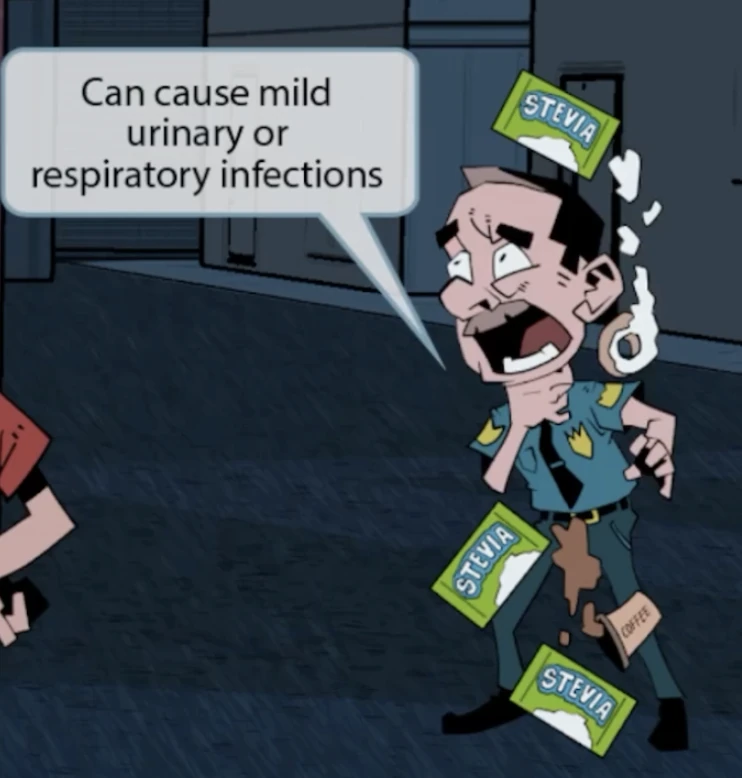 Can cause mild
urinary or
respiratory infections
STEVIA
STEVIA
COFFEE
STEVIA